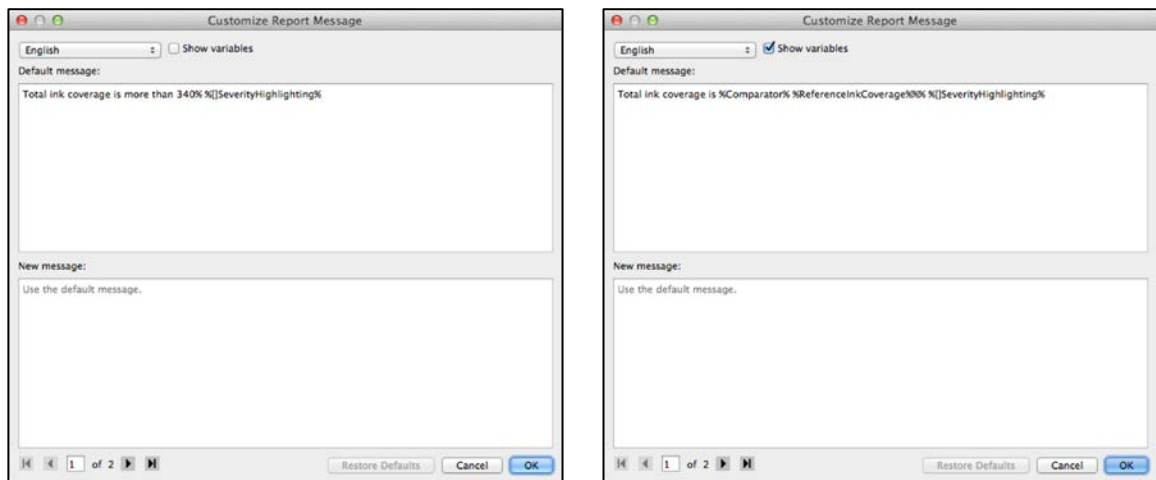 Customize Report Message
English
Show variables
Default message:
Total ink coverage is more than 340% %[]SeverityHighlighting%
New message:
Use the default message.
1 of 2
Restore Defaults
Cancel
OK
Customize Report Message
English
Show variables
Default message:
Total ink coverage is %Comparator% %ReferenceInkCoverage%%% %[]SeverityHighlighting%
New message:
Use the default message.
1 of 2
Restore Defaults
Cancel
OK